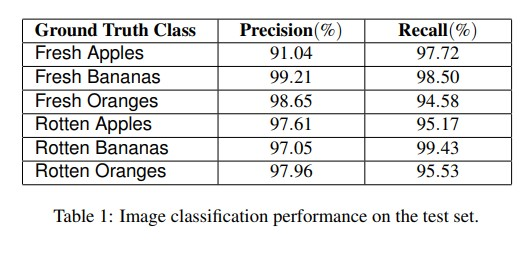 Ground Truth Class Precision(%) Recall(%)
Fresh Apples 91.04 97.72
Fresh Bananas 99.21 98.50
Fresh Oranges 98.65 94.58
Rotten Apples 97.61 95.17
Rotten Bananas 97.05 99.43
Rotten Oranges 97.96 95.53
Table 1: Image classification performance on the test set.